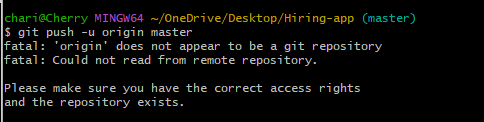 chari@Cherry MINGW64 ~/OneDrive/Desktop/Hiring-app (master)
$ git push -u origin master
fatal: 'origin' does not appear to be a git repository
fatal: Could not read from remote repository.
Please make sure you have the correct access rights
and the repository exists.